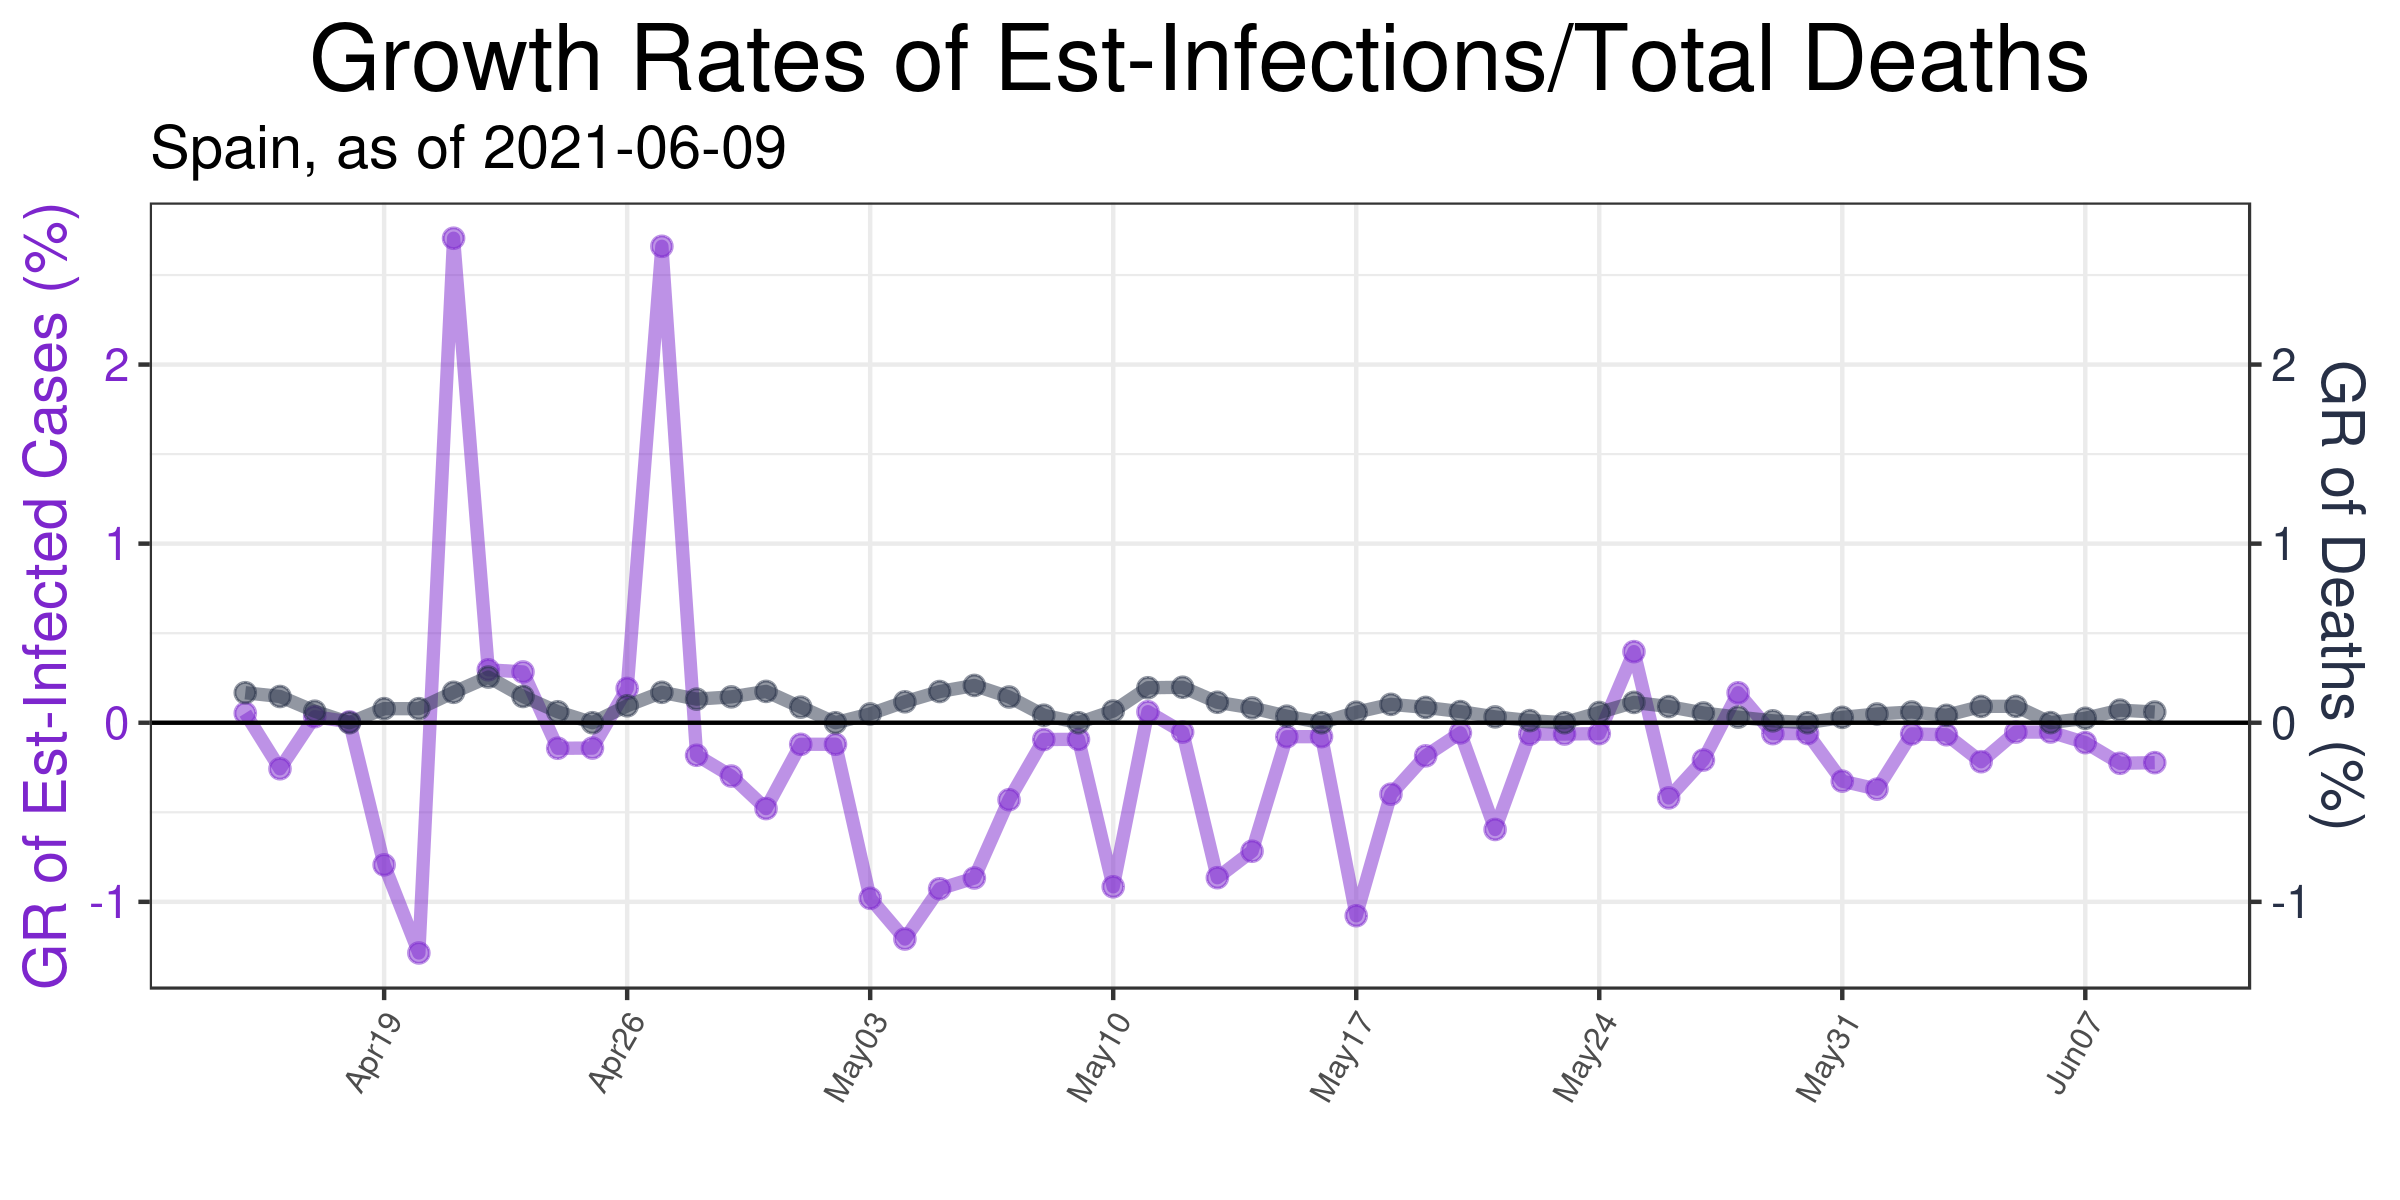 Growth Rates of Est-Infections/Total Deaths
Spain, as of 2021-06-09
GR of Est-Infected Cases (%)
2
1
0
-1
2
1
0
-1
GR of Deaths (%)
Apr19
Apr26
May03
May10
May17
May24
May31
Jun07